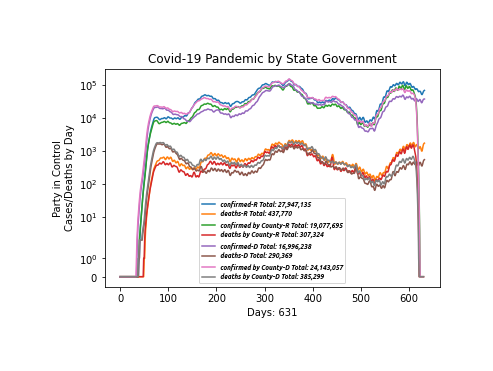 Covid-19 Pandemic by State Government
Party in Control
Cases/Deaths by Day
10⁵
10⁴
10³
10²
10¹
10⁰
0
confirmed-R Total: 27,947,135
deaths-R Total: 437,770
confirmed by County-R Total: 19,077,695
deaths by County-R Total: 307,324
confirmed-D Total: 16,996,238
deaths-D Total: 290,369
confirmed by County-D Total: 24,143,057
deaths by County-D Total: 385,299
0 100 200 300 400 500 600
Days: 631